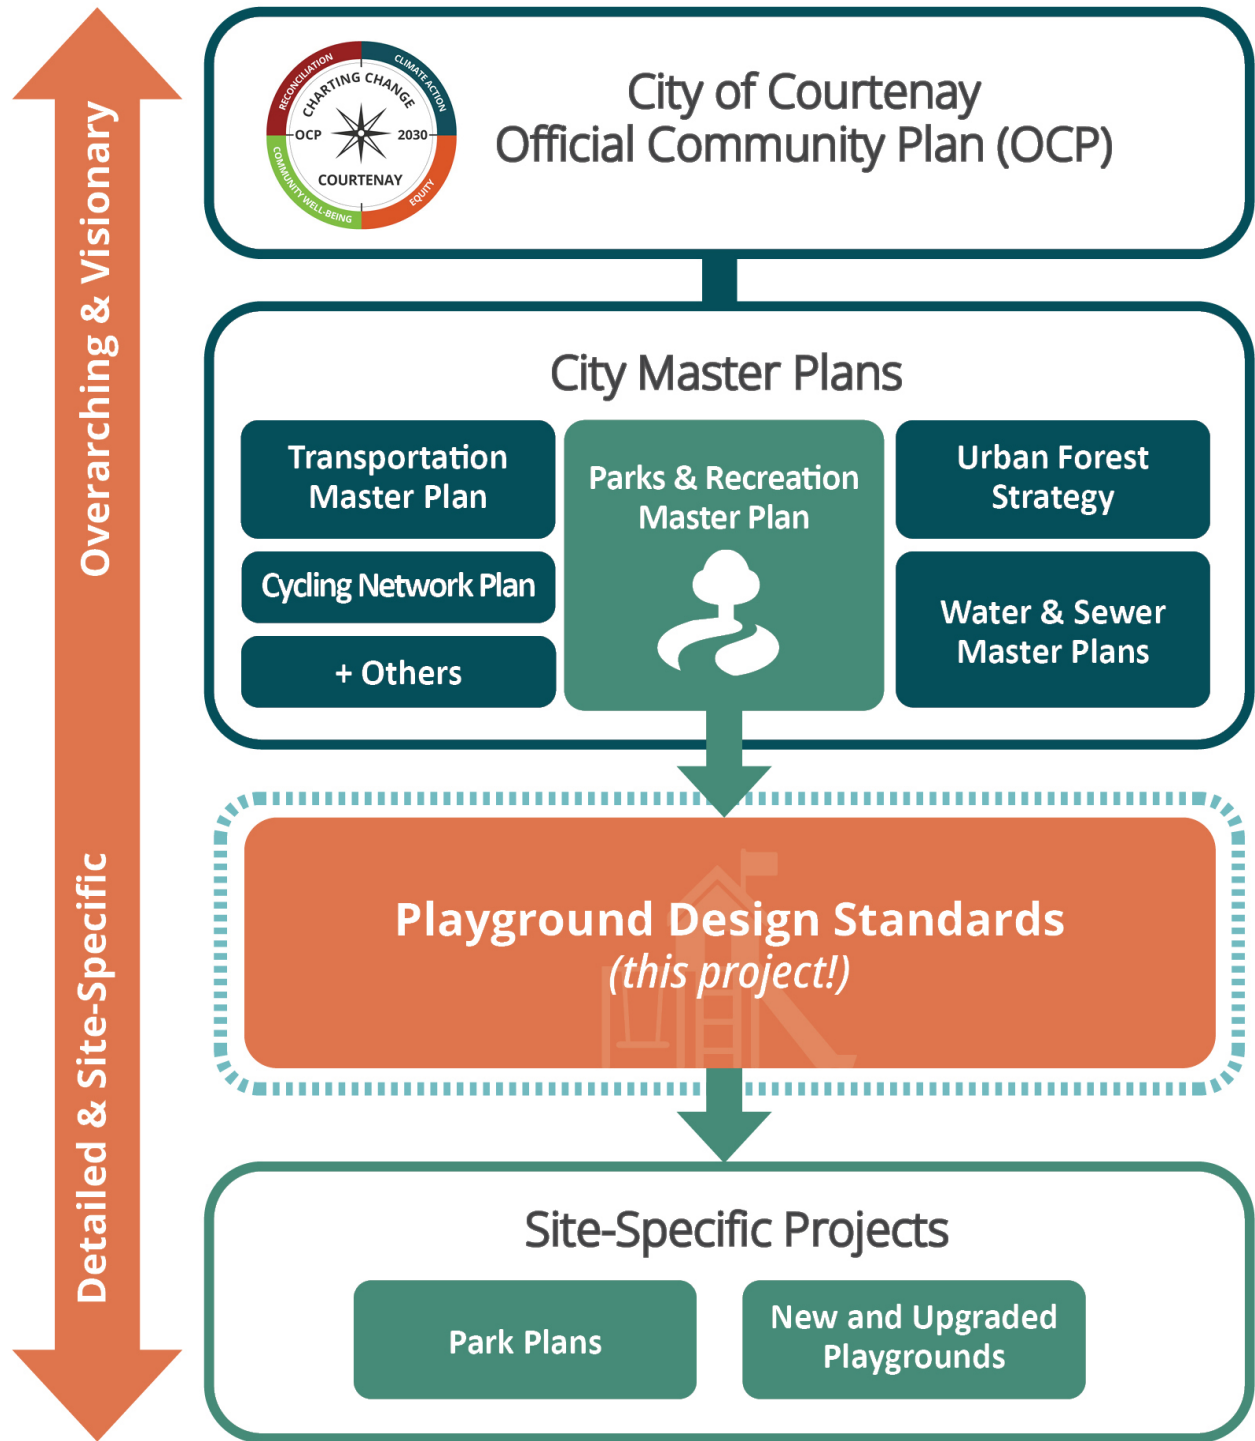 Overarching & Visionary
Detailed & Site-Specific
RECONCILIATION
CLIMATE ACTION
CHARTING CHANGE
OCP
2030
COURTENAY
COMMUNITY WELL-BEING
EQUITY
City of Courtenay
Official Community Plan (OCP)
City Master Plans
Transportation
Master Plan
Cycling Network Plan
+ Others
Parks & Recreation
Master Plan
Urban Forest
Strategy
Water & Sewer
Master Plans
Playground Design Standards
(this project!)
Site-Specific Projects
Park Plans
New and Upgraded
Playgrounds